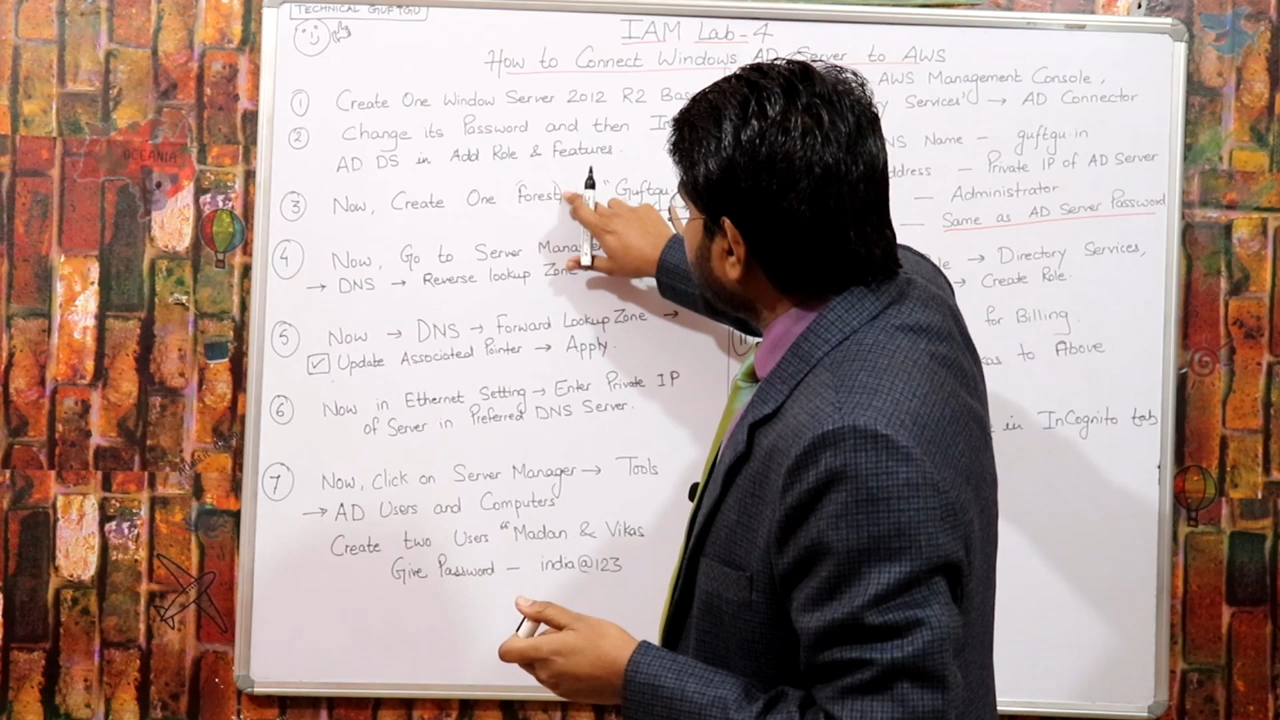 TECHNICAL GUFTGU
IAM Lab-4
How to Connect Windows AD Server to AWS
① Create One Window Server 2012 R2
② Change its Password and then
AD DS in Add Role & features.
③ Now, Create One forest "Guftgu
④ Now, Go to Server
→ DNS → Reverse lookup Zone
⑤ Now → DNS → Forward Lookup Zone →
☑ Update Associated Pointer → Apply.
⑥ Now in Ethernet Setting → Enter Private IP
of Server in Preferred DNS Server.
⑦ Now, Click on Server Manager → Tools
→ AD Users and Computers
Create two Users "Madan & Vikas
Give Password – india@123
AWS Management Console,
Services" → AD Connector
Name – guftgu.in
– Private IP of AD Server
– Administrator
– Same as AD Server Password
→ Directory Services,
→ Create Role.
for Billing.
to Above
in InCognito tab
OCEANIA